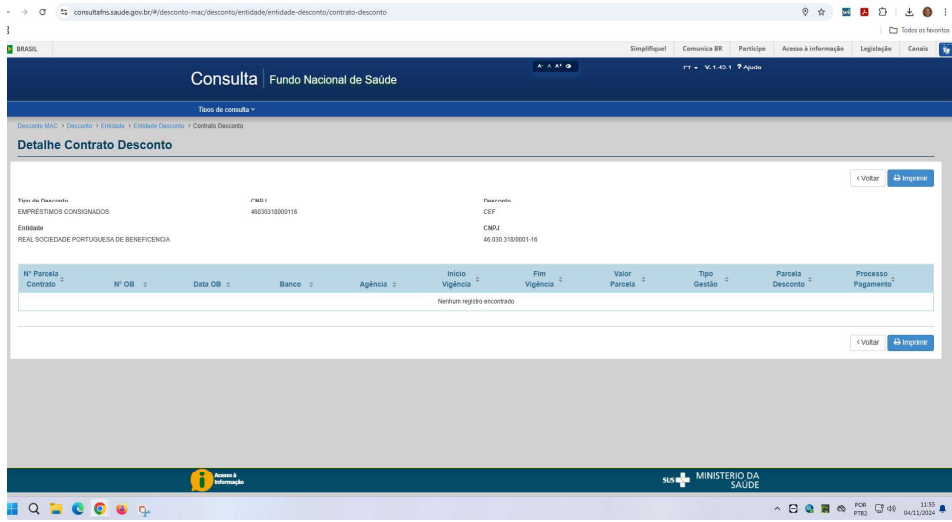 consultafns.saude.gov.br/#/desconto-mac/desconto/entidade/entidade-desconto/contrato-desconto
Todos os favoritos
BRASIL Simplifique! Comunica BR Participe Acesso à informação Legislação Canais
A- A A+
PT V. 1.42.1 ? Ajuda
Consulta Fundo Nacional de Saúde
Tipos de consulta
Desconto MAC > Desconto > Entidade > Entidade Desconto > Contrato Desconto
Detalhe Contrato Desconto
‹ Voltar Imprimir
Tipo de Desconto CNPJ Desconto
EMPRÉSTIMOS CONSIGNADOS 46030318000116 CEF
Entidade CNPJ
REAL SOCIEDADE PORTUGUESA DE BENEFICENCIA 46.030.318/0001-16
N° Parcela Contrato N° OB Data OB Banco Agência Início Vigência Fim Vigência Valor Parcela Tipo Gestão Parcela Desconto Processo Pagamento
Nenhum registro encontrado
‹ Voltar Imprimir
i Acesso à Informação
SUS MINISTÉRIO DA SAÚDE
POR 11:55
PTB2 04/11/2024